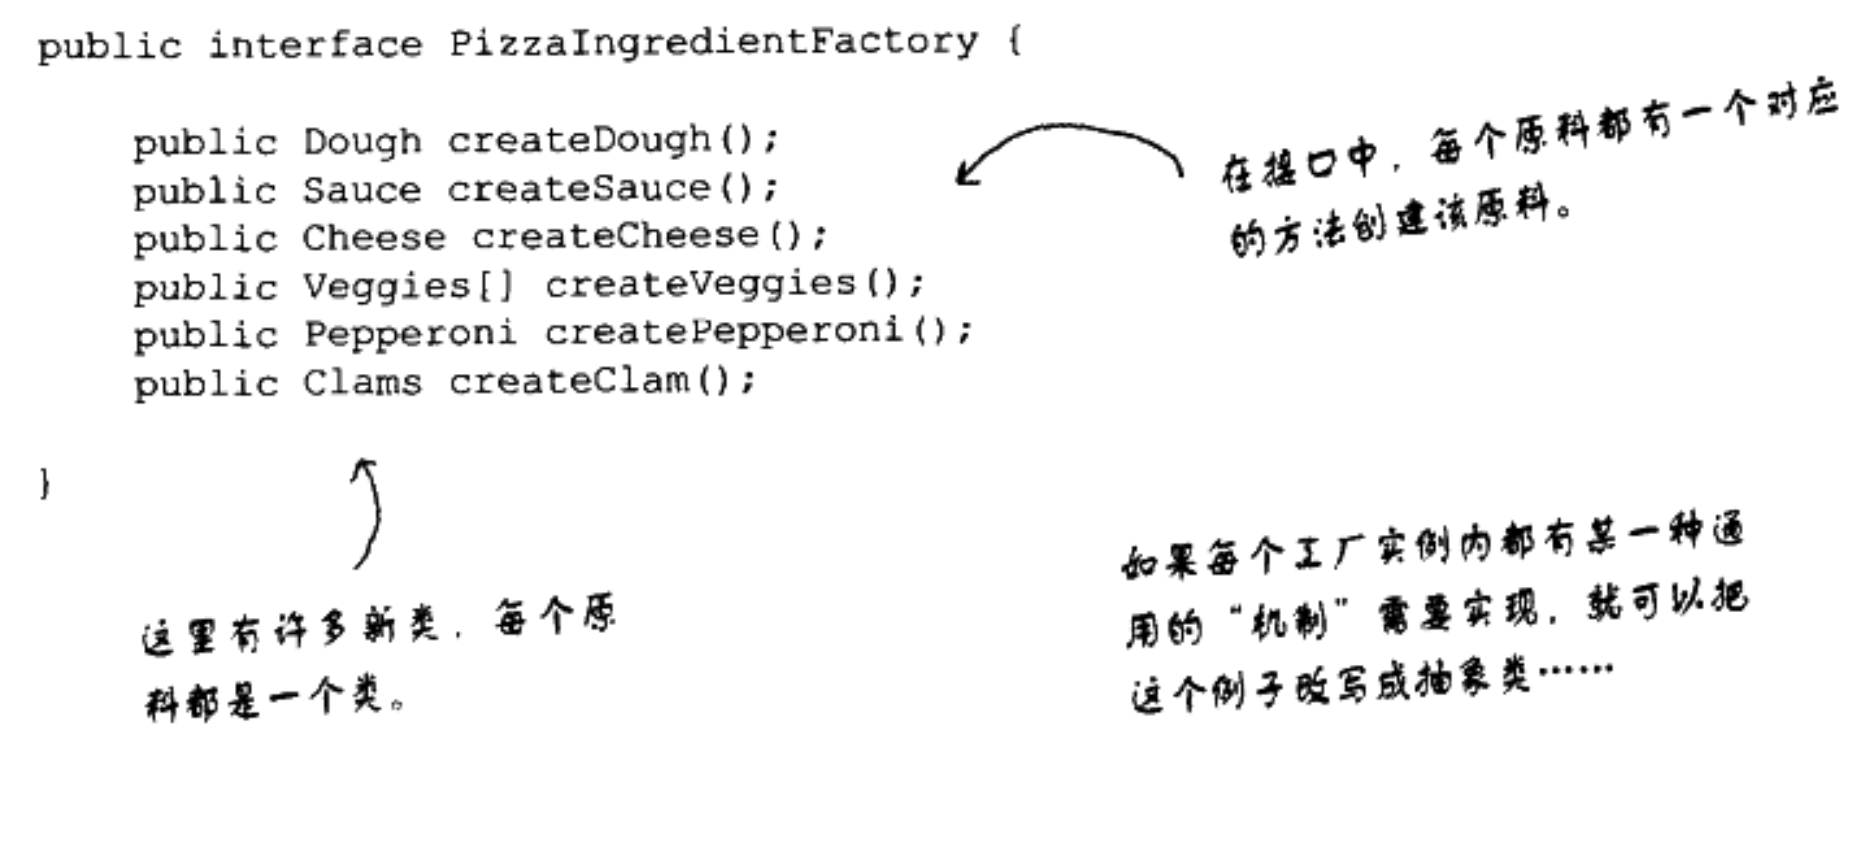 public interface PizzaIngredientFactory {
public Dough createDough();
public Sauce createSauce();
public Cheese createCheese();
public Veggies[] createVeggies();
public Pepperoni createPepperoni();
public Clams createClam();
}
在接口中，每个原料都有一个对应
的方法创建该原料。
这里有许多新类，每个原
料都是一个类。
如果每个工厂实例内都有某一种通
用的“机制”需要实现，就可以把
这个例子改写成抽象类……